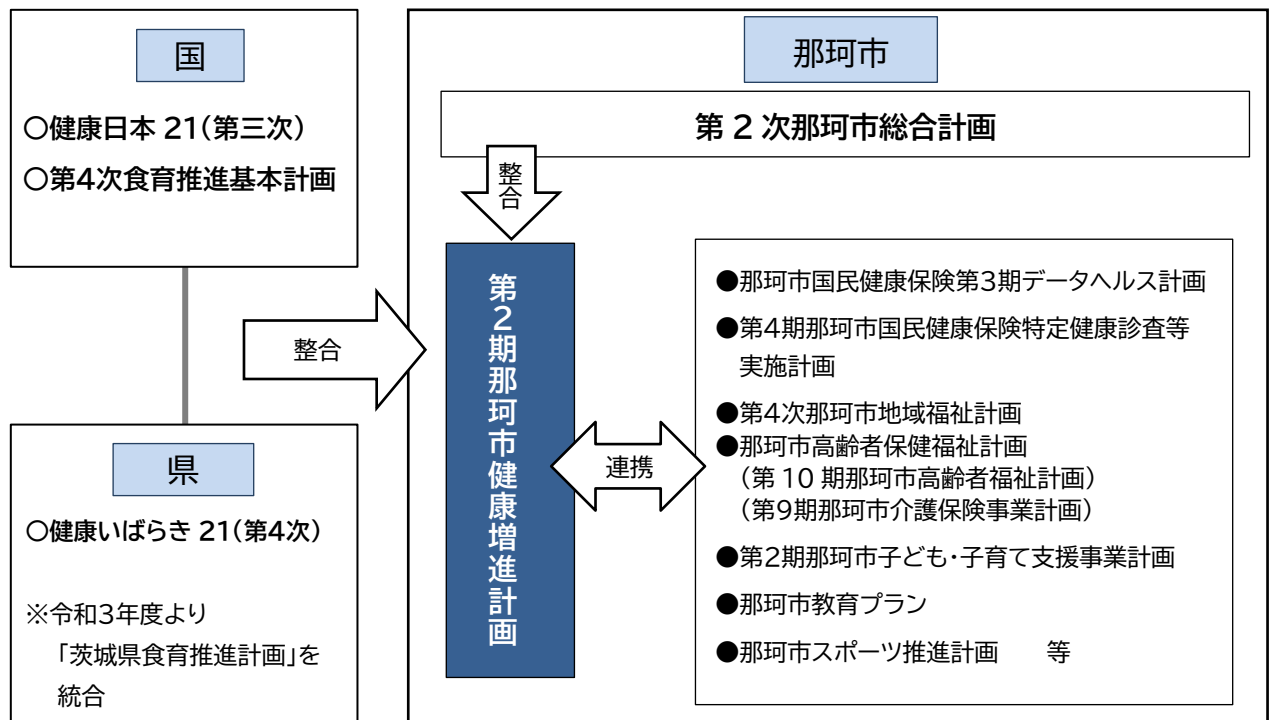 国
○健康日本 21(第三次)
○第4次食育推進基本計画
県
○健康いばらき 21(第4次)
※令和3年度より
「茨城県食育推進計画」を
統合
整合
那珂市
第 2 次那珂市総合計画
整合
第2期那珂市健康増進計画
連携
●那珂市国民健康保険第3期データヘルス計画
●第4期那珂市国民健康保険特定健康診査等
実施計画
●第4次那珂市地域福祉計画
●那珂市高齢者保健福祉計画
(第 10 期那珂市高齢者福祉計画)
(第9期那珂市介護保険事業計画)
●第2期那珂市子ども・子育て支援事業計画
●那珂市教育プラン
●那珂市スポーツ推進計画　　等